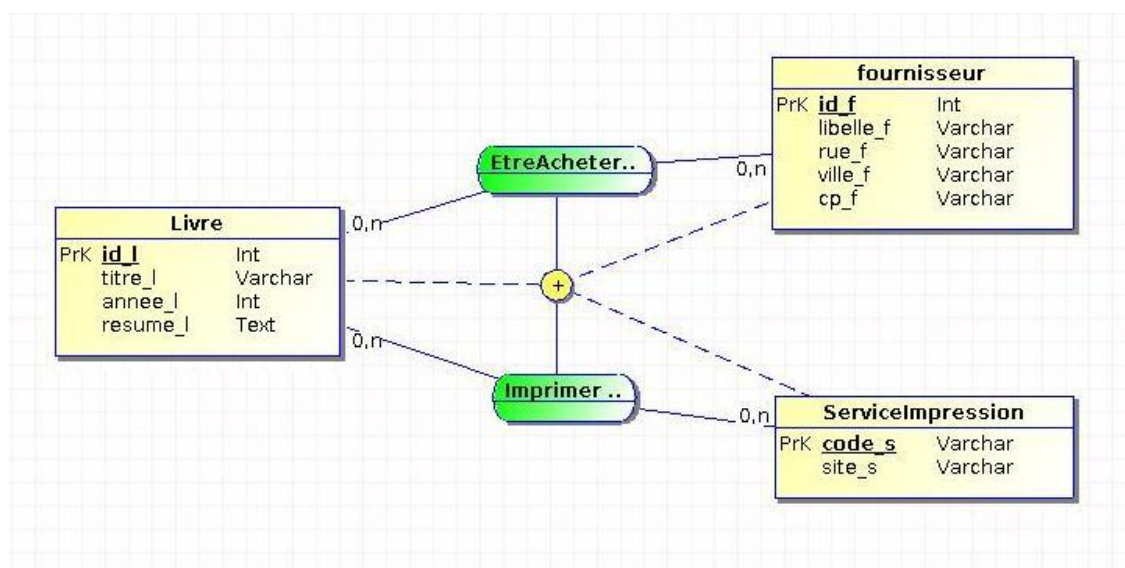 fournisseur
PrK id_f Int
libelle_f Varchar
rue_f Varchar
ville_f Varchar
cp_f Varchar
EtreAcheter..
0,n
0,n
Livre
PrK id_l Int
titre_l Varchar
annee_l Int
resume_l Text
+
0,n
Imprimer ..
0,n
ServiceImpression
PrK code_s Varchar
site_s Varchar